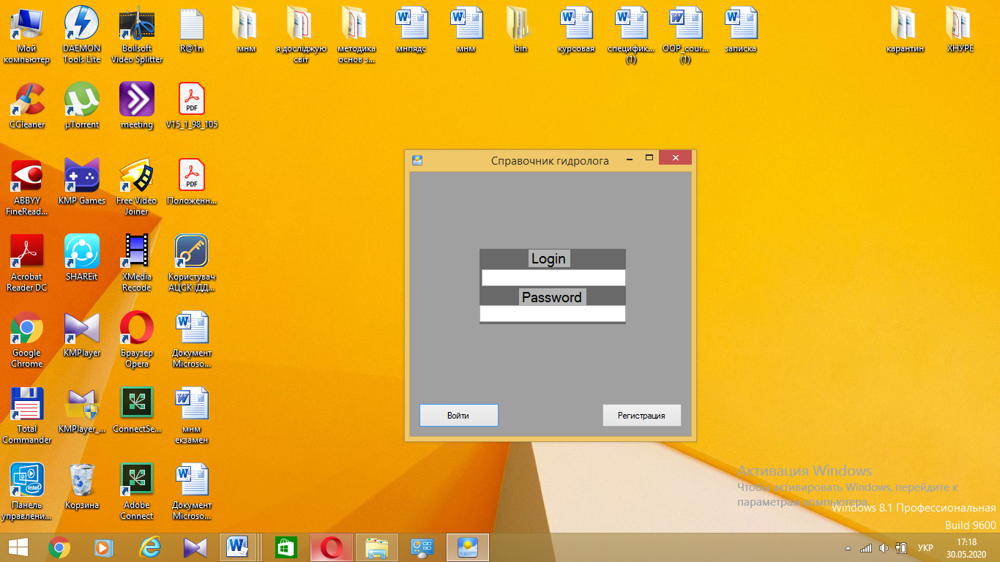 Мой
компьютер
DAEMON
Tools Lite
Boilsoft
Video Splitter
R@1n
мнм
я досліджую
світ
методика
основ з...
мнпядс
мнм
bin
курсовая
специфик...
(1)
OOP_cour...
(1)
записка
карантин
ХНУРЕ
CCleaner
µTorrent
meeting
PDF
V15_1_98_105
ABBYY
FineRead...
KMP Games
Free Video
Joiner
PDF
Положенн...
Acrobat
Reader DC
SHAREit
XMedia
Recode
Користувач
АЦСК ІДД...
Google
Chrome
KMPlayer
Браузер
Opera
Документ
Microso...
Total
Commander
KMPlayer_...
ConnectSe...
мнм
екзамен
Панель
управлени...
Корзина
Adobe
Connect
Документ
Microso...
Справочник гидролога
Login
Password
Войти
Регистрация
Активация Windows
Чтобы активировать Windows, перейдите к
параметрам компьютера.
Windows 8.1 Профессиональная
Build 9600
УКР
17:18
30.05.2020